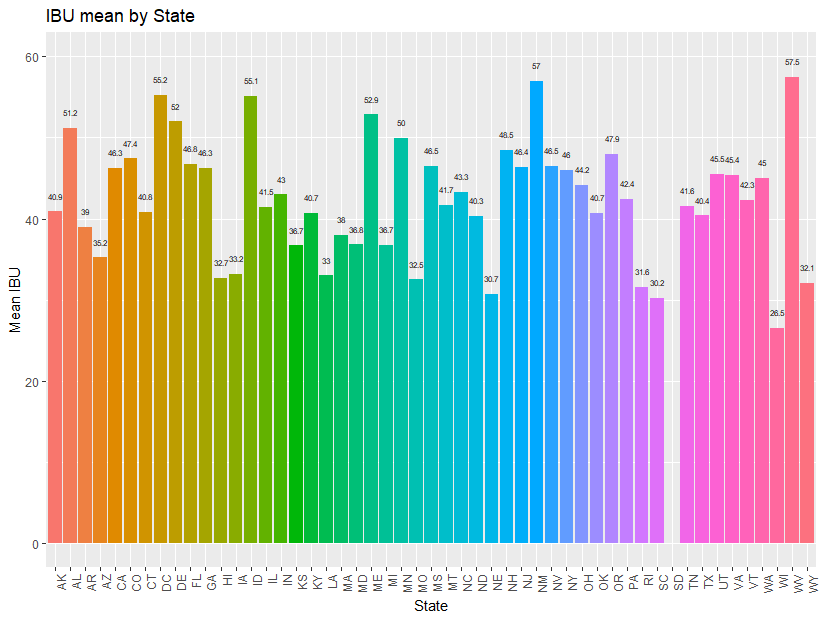 IBU mean by State
60
40
20
0
Mean IBU
40.9
51.2
39
35.2
46.3
47.4
40.8
55.2
52
46.8
46.3
32.7
33.2
55.1
41.5
43
36.7
40.7
33
38
36.8
52.9
36.7
50
32.5
46.5
41.7
43.3
40.3
30.7
48.5
46.4
57
46.5
46
44.2
40.7
47.9
42.4
31.6
30.2
41.6
40.4
45.5
45.4
42.3
45
26.5
57.5
32.1
AK
AL
AR
AZ
CA
CO
CT
DC
DE
FL
GA
HI
IA
ID
IL
IN
KS
KY
LA
MA
MD
ME
MI
MN
MO
MS
MT
NC
ND
NE
NH
NJ
NM
NV
NY
OH
OK
OR
PA
RI
SC
SD
TN
TX
UT
VA
VT
WA
WI
WV
WY
State